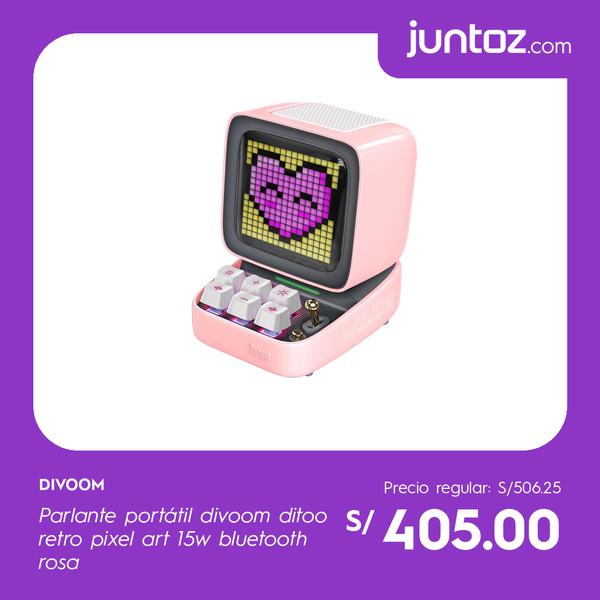 juntoz.com
m + ☀
DIVOOM
Precio regular: S/506.25
Parlante portátil divoom ditoo
retro pixel art 15w bluetooth
rosa
S/ 405.00